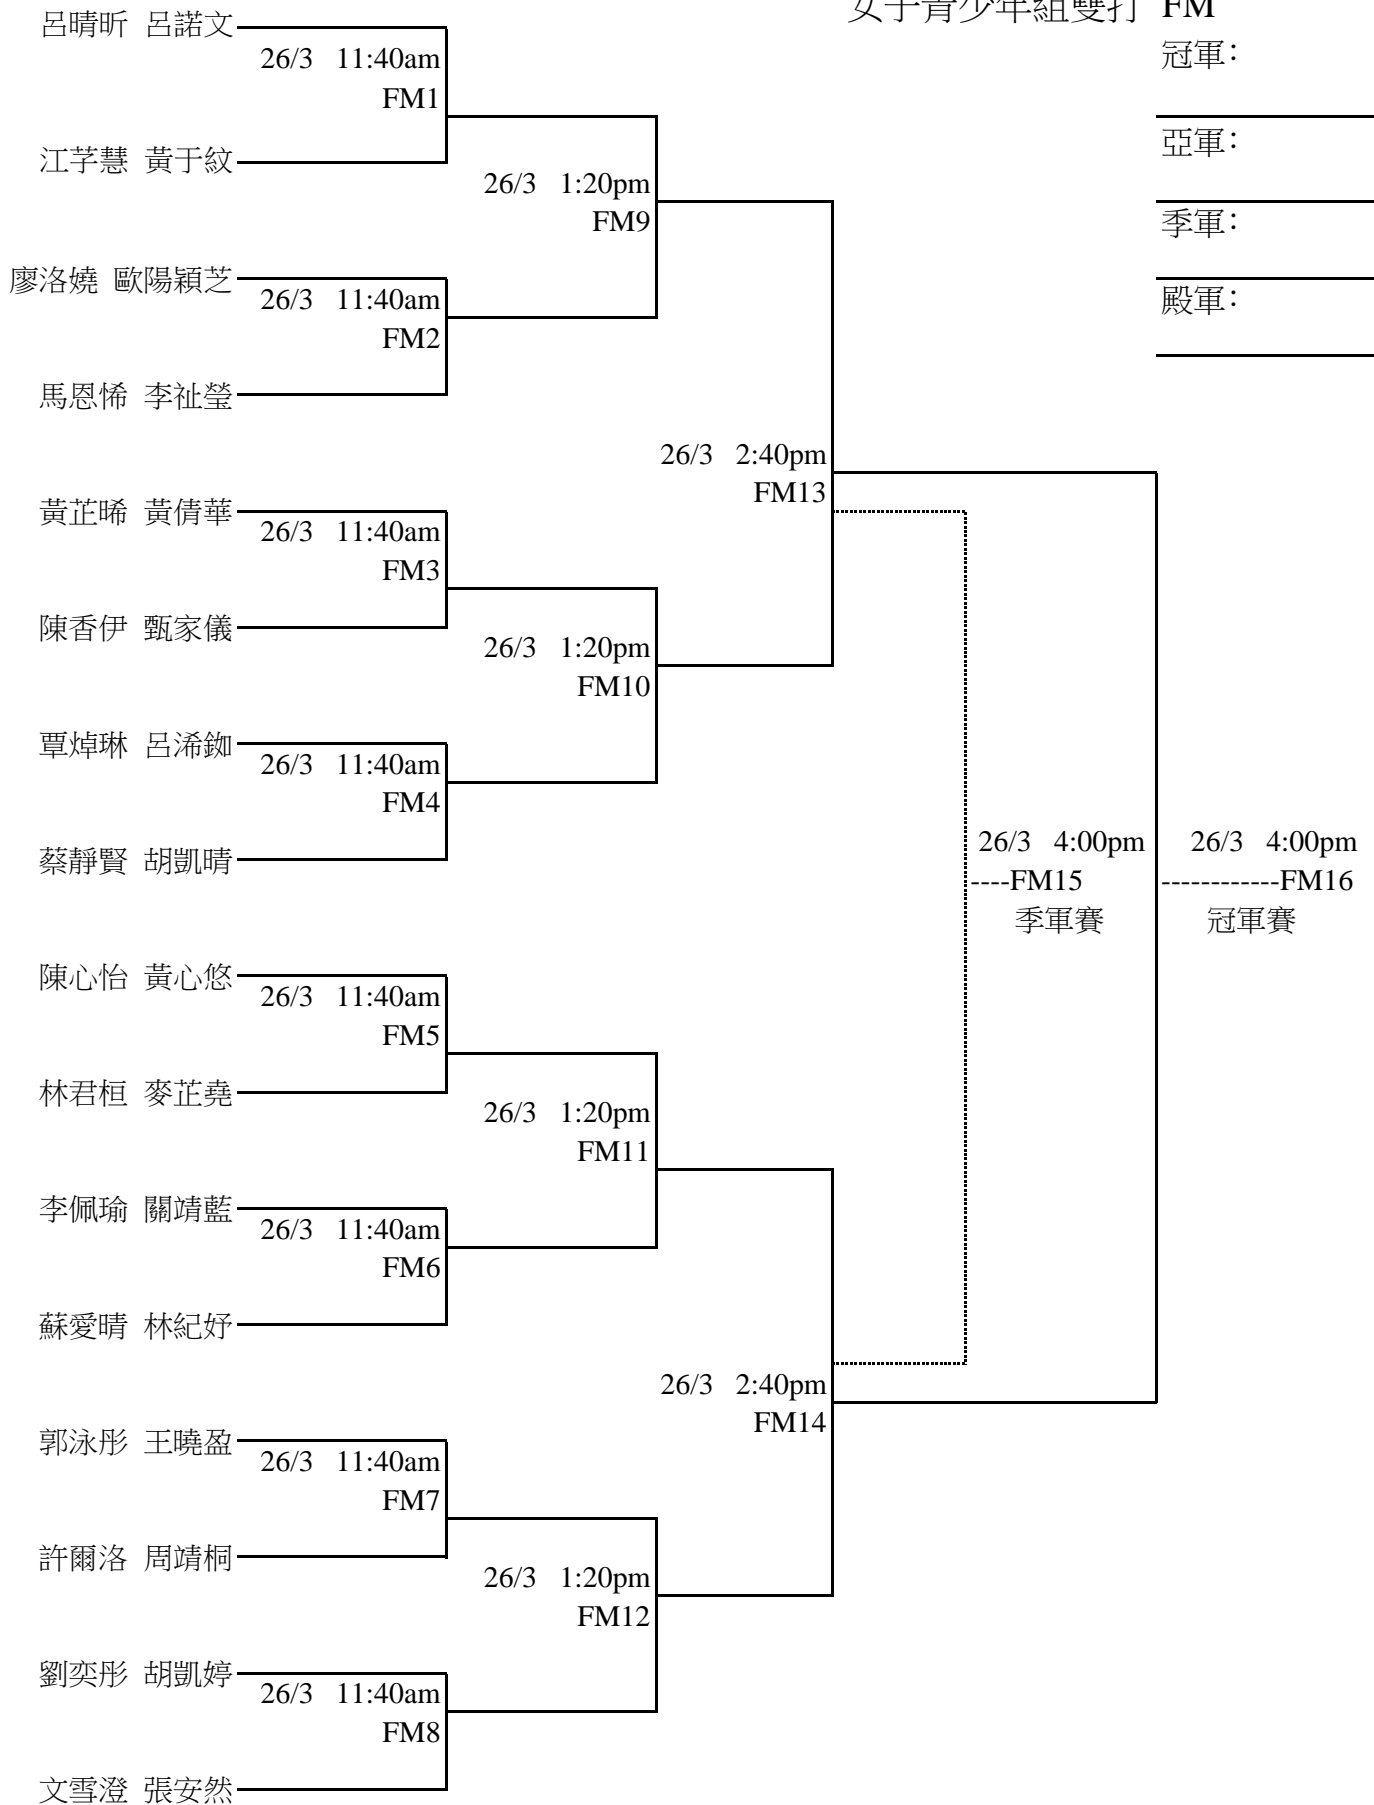 女子青少年組雙打 FM
冠軍：
亞軍：
季軍：
殿軍：
呂晴昕 呂諾文
26/3 11:40am
FM1
江芓慧 黃于紋
26/3 1:20pm
FM9
廖洛嬈 歐陽穎芝
26/3 11:40am
FM2
馬恩悕 李祉瑩
26/3 2:40pm
FM13
黃芷晞 黃倩華
26/3 11:40am
FM3
陳香伊 甄家儀
26/3 1:20pm
FM10
覃焯琳 呂浠鉫
26/3 11:40am
FM4
蔡靜賢 胡凱晴
26/3 4:00pm
----FM15
季軍賽
26/3 4:00pm
------------FM16
冠軍賽
陳心怡 黃心悠
26/3 11:40am
FM5
林君桓 麥芷堯
26/3 1:20pm
FM11
李佩瑜 關靖藍
26/3 11:40am
FM6
蘇愛晴 林紀妤
26/3 2:40pm
FM14
郭泳彤 王曉盈
26/3 11:40am
FM7
許爾洛 周靖桐
26/3 1:20pm
FM12
劉奕彤 胡凱婷
26/3 11:40am
FM8
文雪澄 張安然